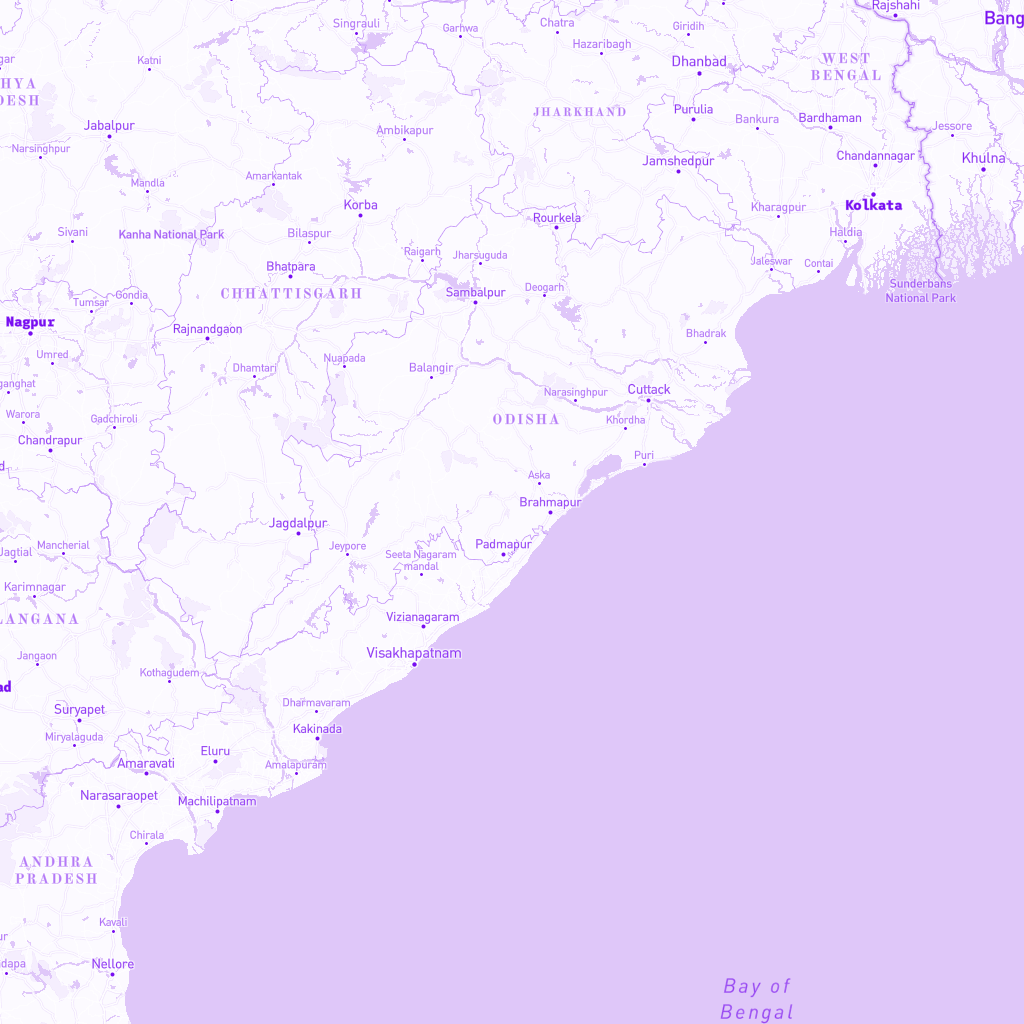 Rajshahi
Bang
Singrauli
Garhwa
Chatra
Giridih
Hazaribagh
Katni
Dhanbad
WEST
BENGAL
gar
HYA
DESH
JHARKHAND
Purulia
Bankura
Bardhaman
Jessore
Jabalpur
Ambikapur
Narsinghpur
Chandannagar
Khulna
Jamshedpur
Mandla
Amarkantak
Korba
Kolkata
Kharagpur
Rourkela
Haldia
Sivani
Kanha National Park
Bilaspur
Raigarh
Jharsuguda
Jaleswar
Contai
Bhatpara
Sunderbans
National Park
CHHATTISGARH
Sambalpur
Deogarh
Gondia
Tumsar
Nagpur
Rajnandgaon
Bhadrak
Umred
Nuapada
Dhamtari
Balangir
nganghat
Narasinghpur
Cuttack
Warora
Gadchiroli
ODISHA
Khordha
Chandrapur
Puri
d
Aska
Brahmapur
Jagdalpur
Padmapur
Jeypore
Seeta Nagaram
mandal
Mancherial
Jagtial
Karimnagar
LANGANA
Vizianagaram
Visakhapatnam
Jangaon
Kothagudem
ad
Dharmavaram
Suryapet
Kakinada
Miryalaguda
Eluru
Amaravati
Amalapuram
Narasaraopet
Machilipatnam
Chirala
ANDHRA
PRADESH
Kavali
ur
dapa
Nellore
Bay of
Bengal